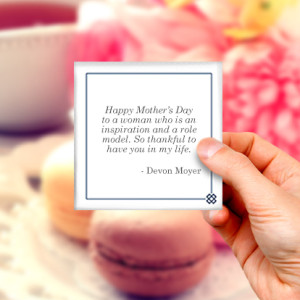 Happy Mother's Day
to a woman who is an
inspiration and a role
model. So thankful to
have you in my life.
- Devon Moyer